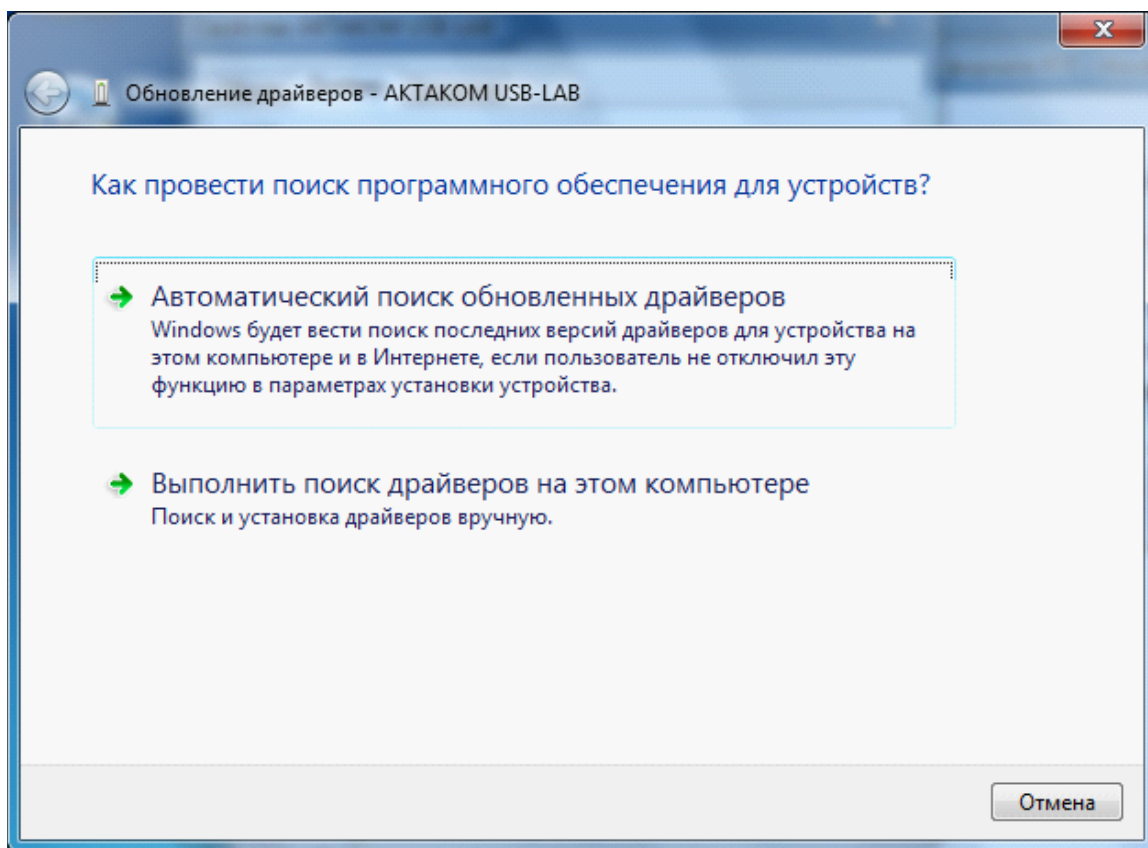 Обновление драйверов - AKTAKOM USB-LAB
Как провести поиск программного обеспечения для устройств?
Автоматический поиск обновленных драйверов
Windows будет вести поиск последних версий драйверов для устройства на
этом компьютере и в Интернете, если пользователь не отключил эту
функцию в параметрах установки устройства.
Выполнить поиск драйверов на этом компьютере
Поиск и установка драйверов вручную.
Отмена